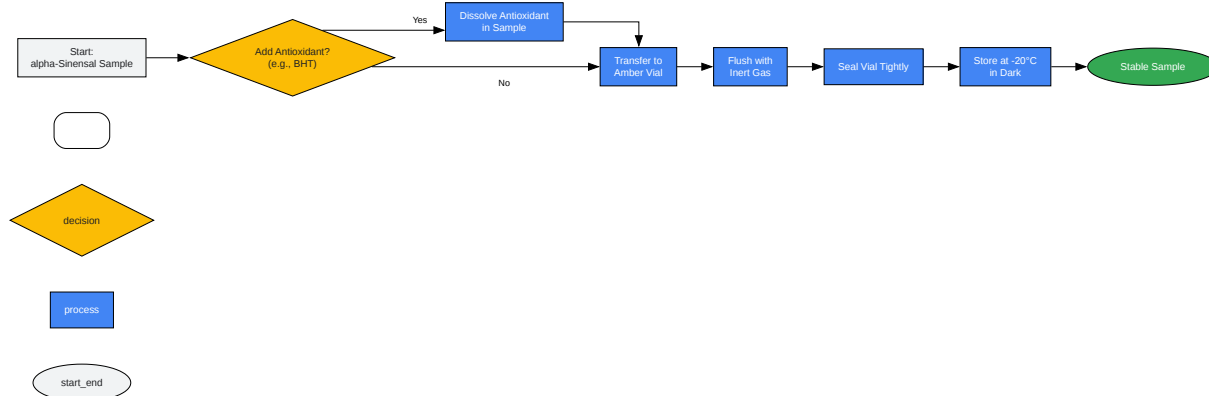 Start:
alpha-Sinensal Sample
Add Antioxidant?
(e.g., BHT)
Yes
No
Dissolve Antioxidant
in Sample
Transfer to
Amber Vial
Flush with
Inert Gas
Seal Vial Tightly
Store at -20°C
in Dark
Stable Sample
decision
process
start_end